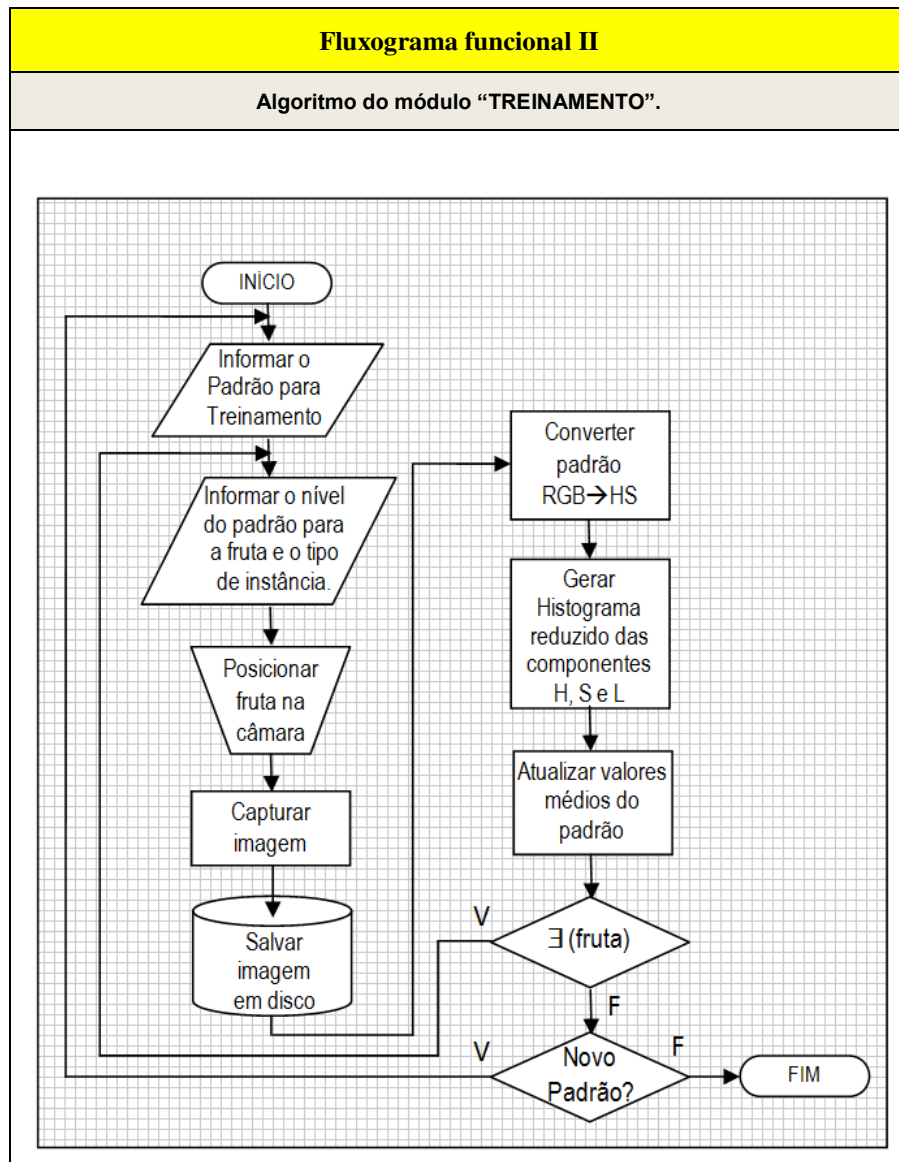 Fluxograma funcional II
Algoritmo do módulo “TREINAMENTO”.
INÍCIO
Informar o
Padrão para
Treinamento
Informar o nível
do padrão para
a fruta e o tipo
de instância.
Posicionar
fruta na
câmara
Capturar
imagem
Salvar
imagem
em disco
Converter
padrão
RGB→HS
Gerar
Histograma
reduzido das
componentes
H, S e L
Atualizar valores
médios do
padrão
V
∃ (fruta)
F
V
Novo
Padrão?
F
FIM